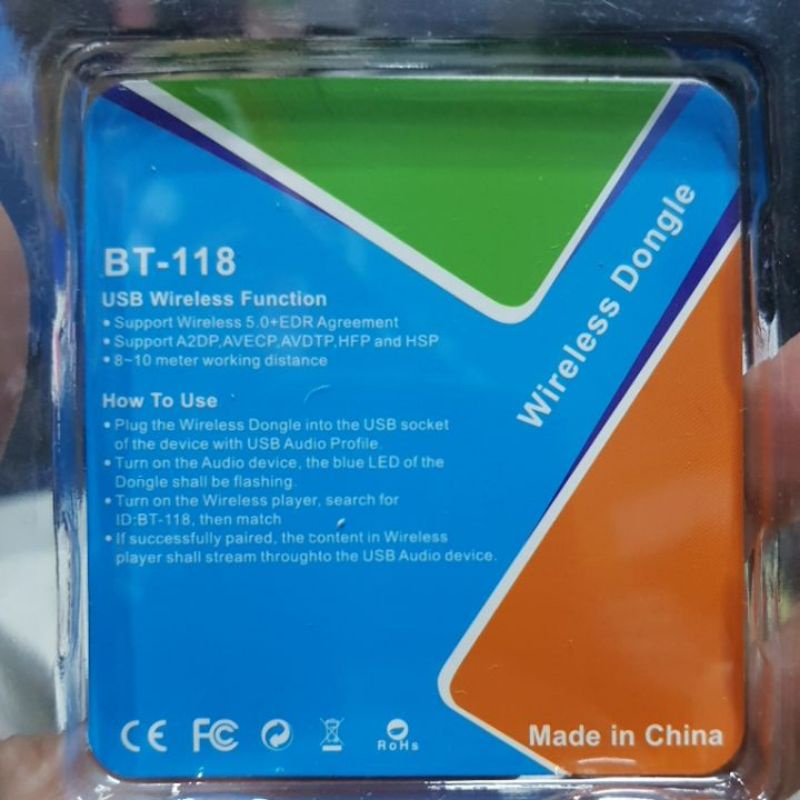 BT-118
USB Wireless Function
• Support Wireless 5.0+EDR Agreement
• Support A2DP,AVECP,AVDTP,HFP and HSP
• 8~10 meter working distance
How To Use
• Plug the Wireless Dongle into the USB socket
of the device with USB Audio Profile.
• Turn on the Audio device, the blue LED of the
Dongle shall be flashing.
• Turn on the Wireless player, search for
ID:BT-118, then match
• If successfully paired, the content in Wireless
player shall stream throughto the USB Audio device.
Wireless Dongle
CE FC RoHs
Made in China